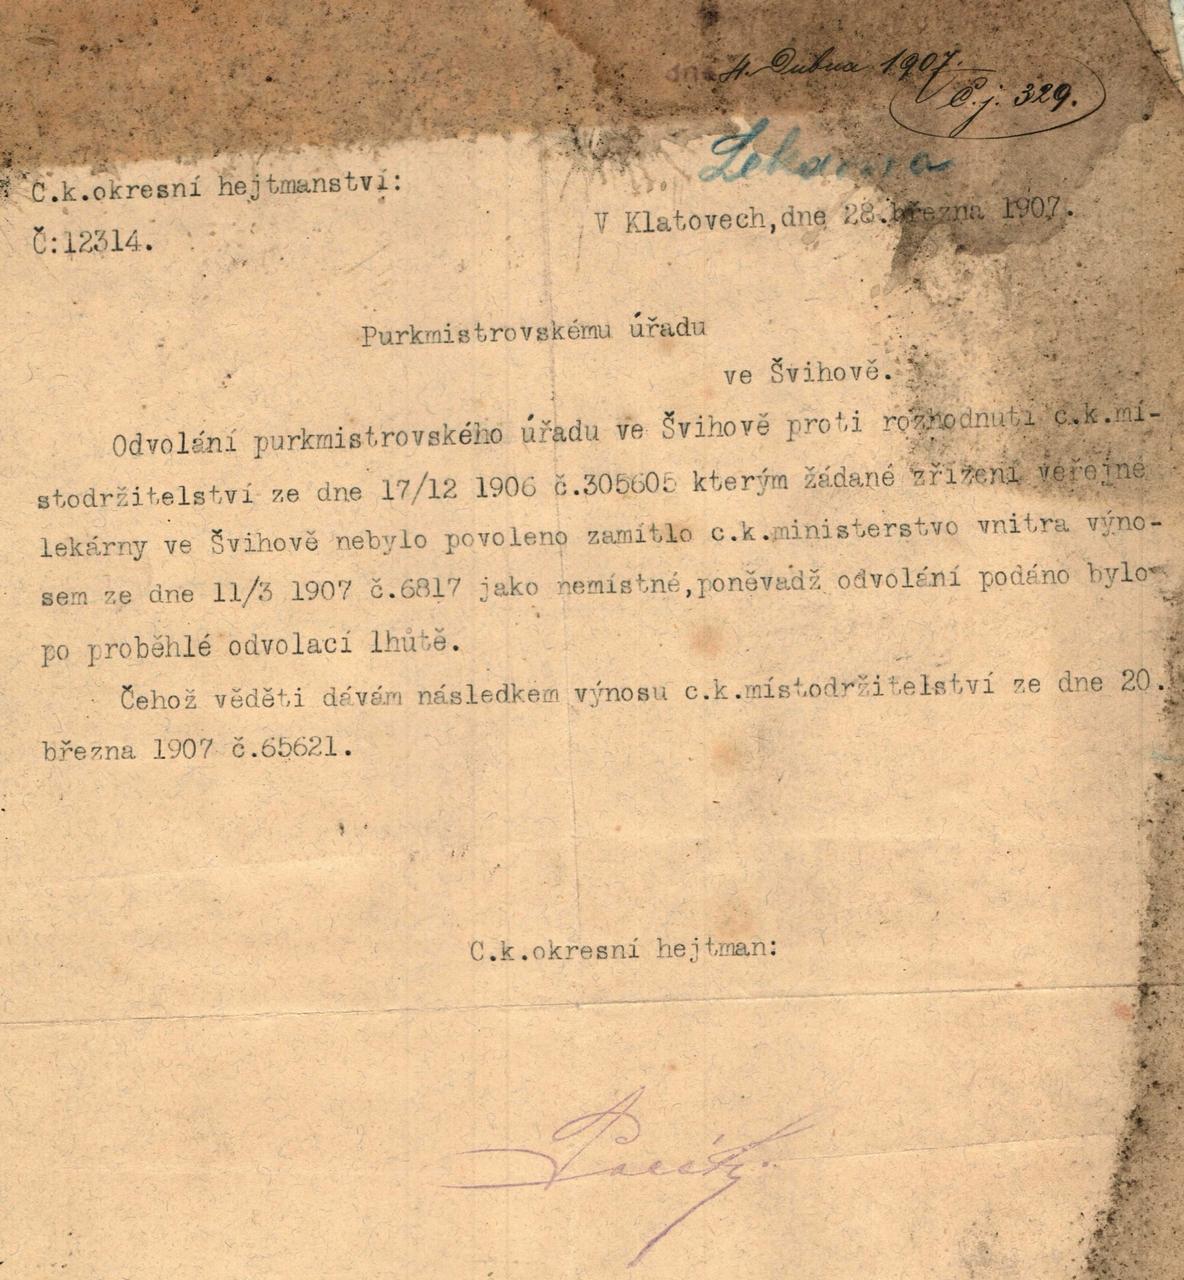 dne 4. Dubna 1907.
Č.j. 329.
Lekárna
C.k.okresní hejtmanství:
Č:12314.
V Klatovech,dne 28.března 1907.
Purkmistrovskému úřadu
ve Švihově.
Odvolání purkmistrovského úřadu ve Švihově proti rozhodnutí c.k.mí-
stodržitelství ze dne 17/12 1906 č.305605 kterým žádané zřízení veřejné
lekárny ve Švihově nebylo povoleno zamítlo c.k.ministerstvo vnitra výno-
sem ze dne 11/3 1907 č.6817 jako nemístné,poněvadž odvolání podáno bylo
po proběhlé odvolací lhůtě.
Čehož věděti dávám následkem výnosu c.k.místodržitelství ze dne 20.
března 1907 č.65621.
C.k.okresní hejtman: